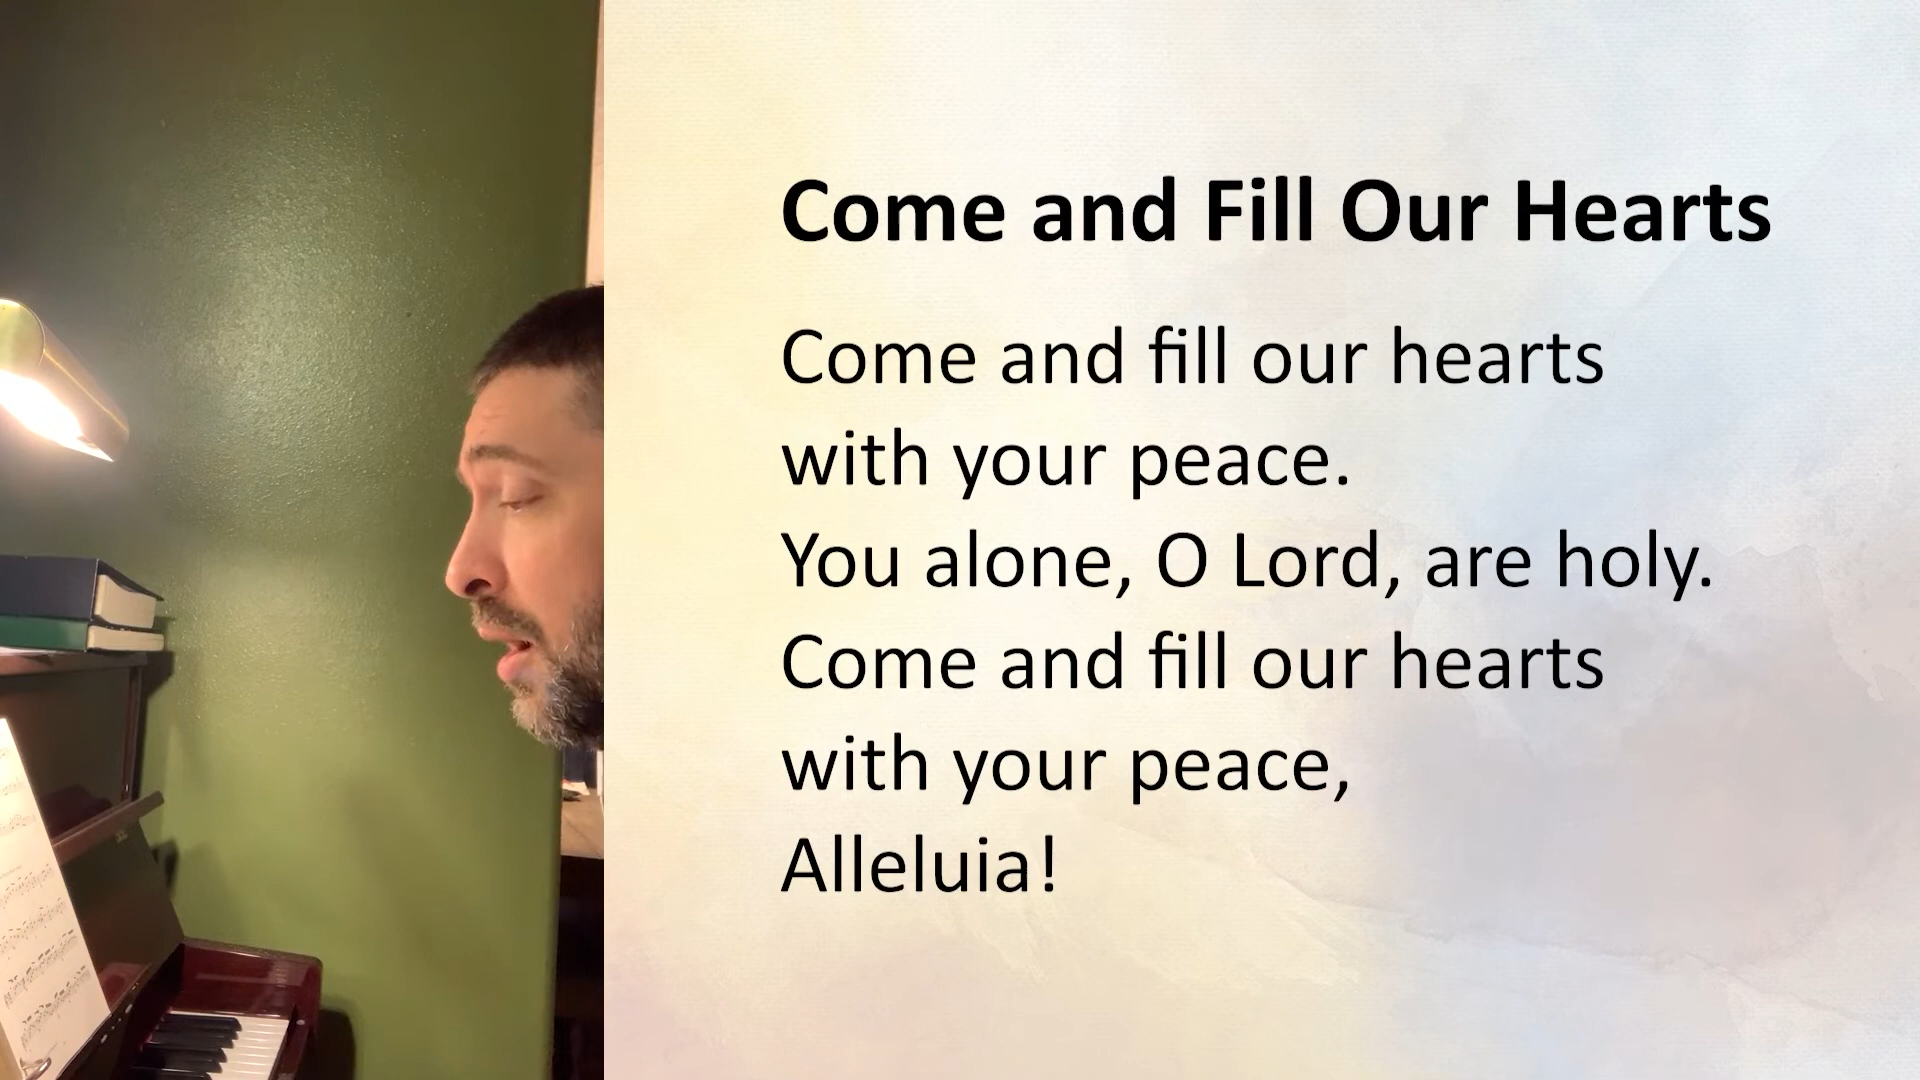 Come and Fill Our Hearts
Come and fill our hearts
with your peace.
You alone, O Lord, are holy.
Come and fill our hearts
with your peace,
Alleluia!